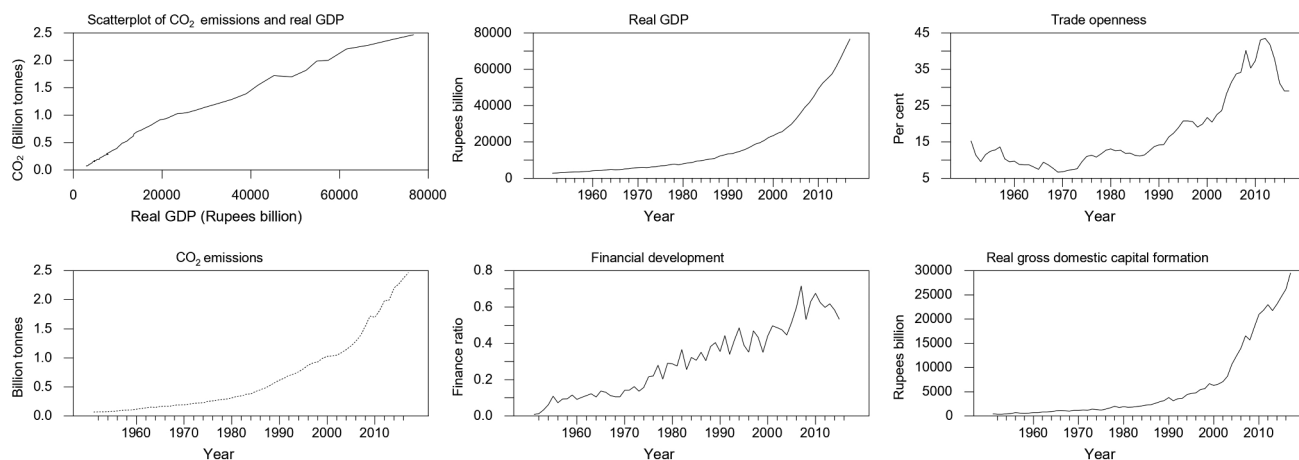 Scatterplot of CO₂ emissions and real GDP
CO₂ (Billion tonnes)
2.5
2.0
1.5
1.0
0.5
0.0
0 20000 40000 60000 80000
Real GDP (Rupees billion)
Real GDP
Rupees billion
80000
60000
40000
20000
0
1960 1970 1980 1990 2000 2010
Year
Trade openness
Per cent
45
35
25
15
5
1960 1970 1980 1990 2000 2010
Year
CO₂ emissions
Billion tonnes
2.5
2.0
1.5
1.0
0.5
0.0
1960 1970 1980 1990 2000 2010
Year
Financial development
Finance ratio
0.8
0.6
0.4
0.2
0.0
1960 1970 1980 1990 2000 2010
Year
Real gross domestic capital formation
Rupees billion
30000
25000
20000
15000
10000
5000
0
1960 1970 1980 1990 2000 2010
Year